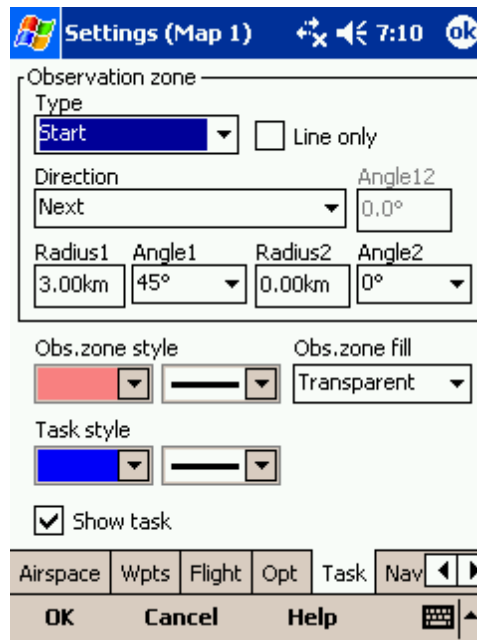 Settings (Map 1) 7:10 ok
Observation zone
Type
Start Line only
Direction Angle12
Next 0.0°
Radius1 Angle1 Radius2 Angle2
3.00km 45° 0.00km 0°
Obs.zone style Obs.zone fill
Transparent
Task style
Show task
Airspace Wpts Flight Opt Task Nav
OK Cancel Help